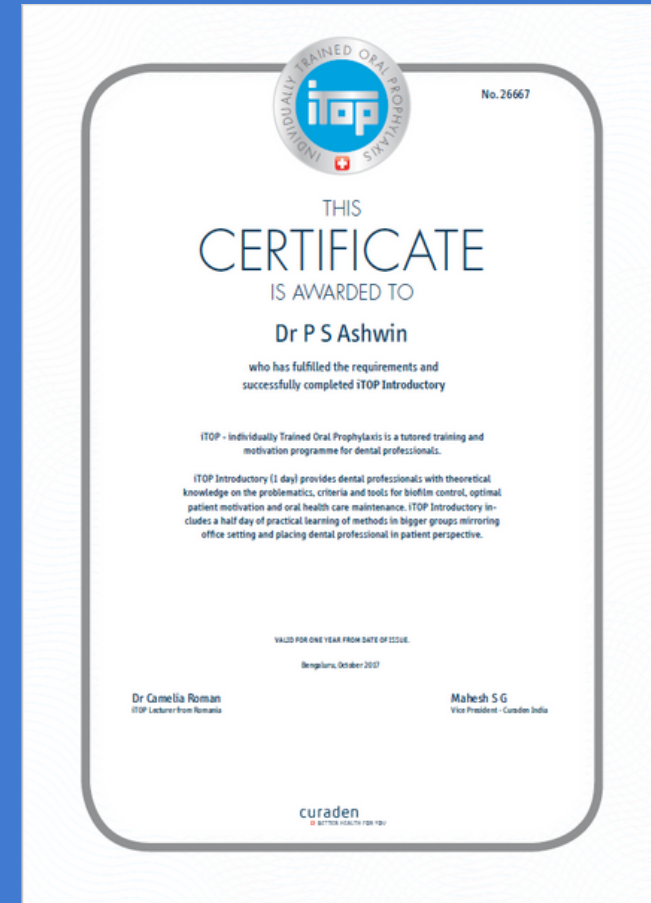 INDIVIDUALLY TRAINED ORAL PROPHYLAXIS
iTop
No. 26667
THIS
CERTIFICATE
IS AWARDED TO
Dr P S Ashwin
who has fulfilled the requirements and
successfully completed iTOP Introductory
iTOP - individually Trained Oral Prophylaxis is a tutored training and
motivation programme for dental professionals.
iTOP Introductory (1 day) provides dental professionals with theoretical
knowledge on the problematics, criteria and tools for biofilm control, optimal
patient motivation and oral health care maintenance. iTOP Introductory in-
cludes a half day of practical learning of methods in bigger groups mirroring
office setting and placing dental professional in patient perspective.
VALID FOR ONE YEAR FROM DATE OF ISSUE.
Bengaluru, October 2017
Dr Camelia Roman
iTOP Lecturer from Romania
Mahesh S G
Vice President - Curaden India
curaden
BETTER HEALTH FOR YOU